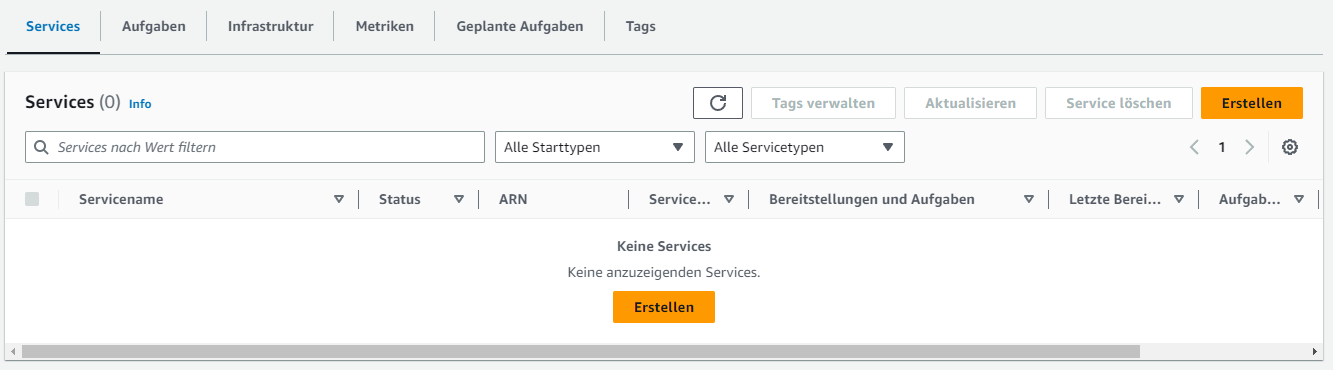 Services Aufgaben Infrastruktur Metriken Geplante Aufgaben Tags
Services (0) Info Tags verwalten Aktualisieren Service löschen Erstellen
Services nach Wert filtern Alle Starttypen Alle Servicetypen 1
Servicename Status ARN Service... Bereitstellungen und Aufgaben Letzte Berei... Aufgab...
Keine Services
Keine anzuzeigenden Services.
Erstellen